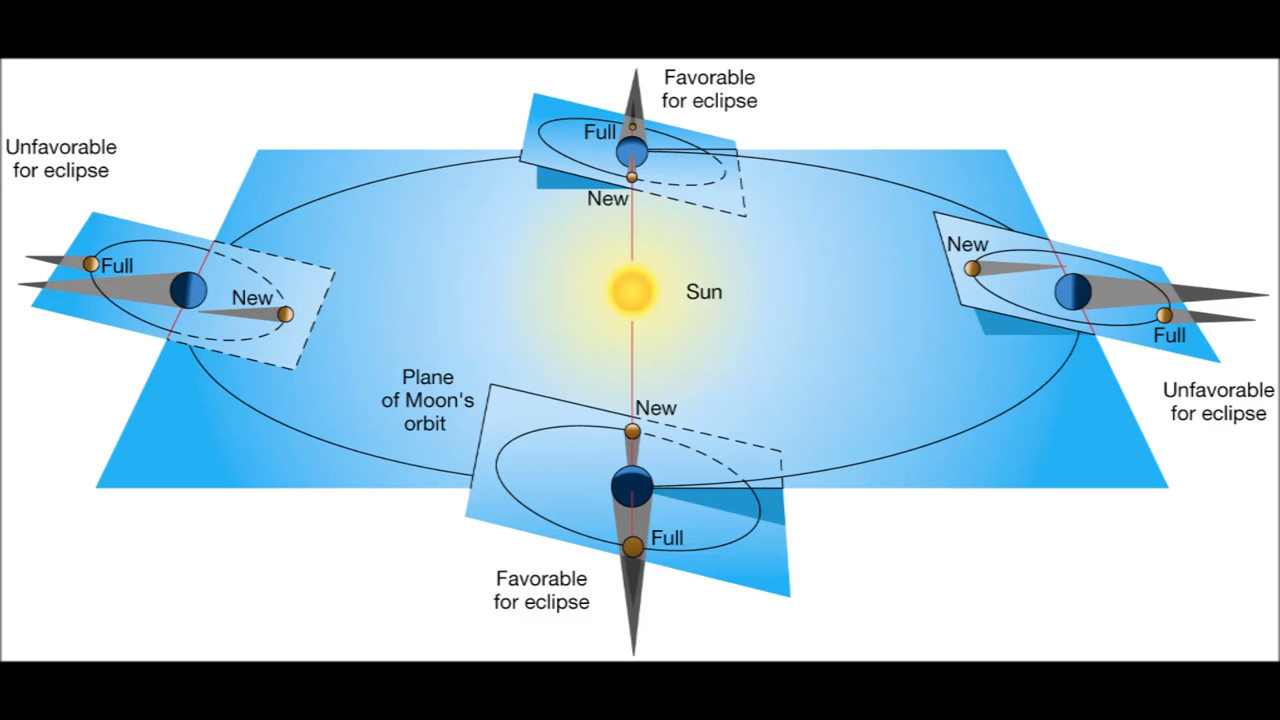 Favorable
for eclipse
Full
New
Unfavorable
for eclipse
Full
New
Sun
New
Full
Unfavorable
for eclipse
Plane
of Moon's
orbit
New
Full
Favorable
for eclipse